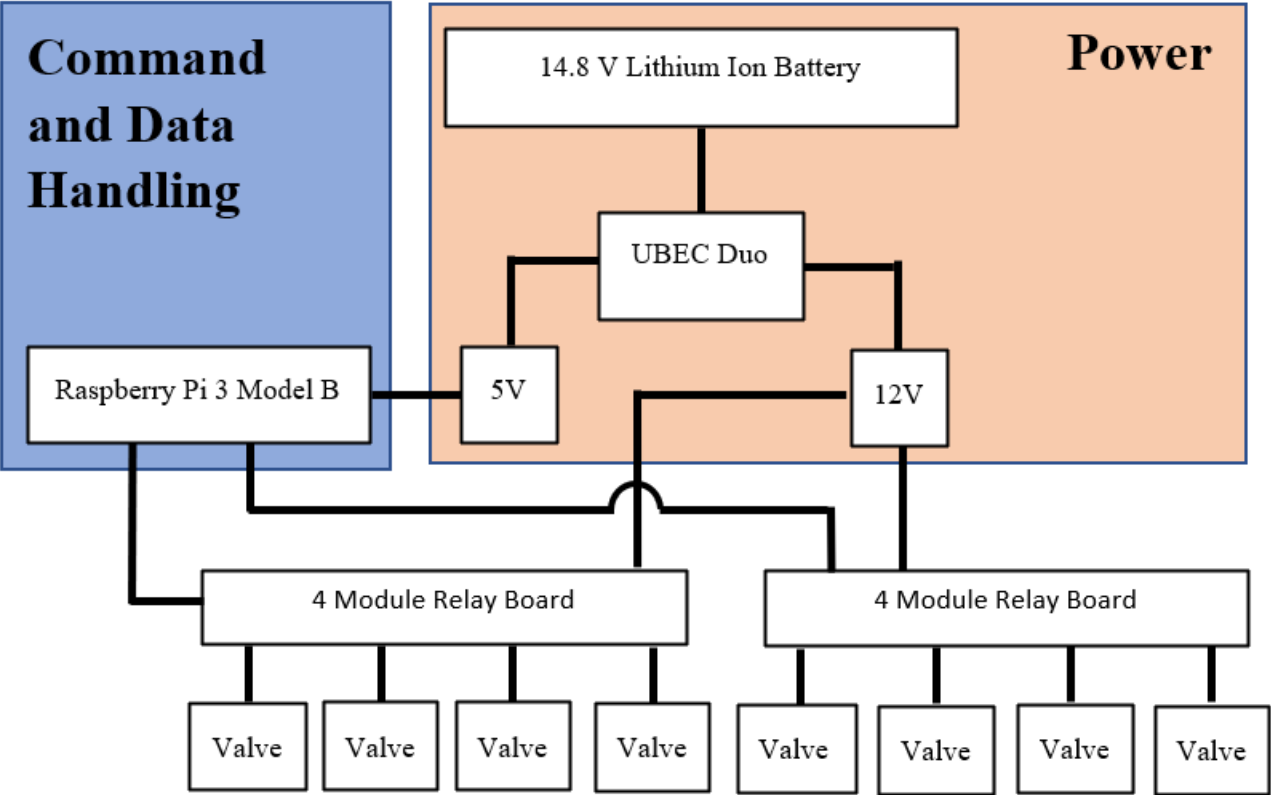 Command
and Data
Handling
Power
14.8 V Lithium Ion Battery
UBEC Duo
Raspberry Pi 3 Model B
5V
12V
4 Module Relay Board
4 Module Relay Board
Valve
Valve
Valve
Valve
Valve
Valve
Valve
Valve